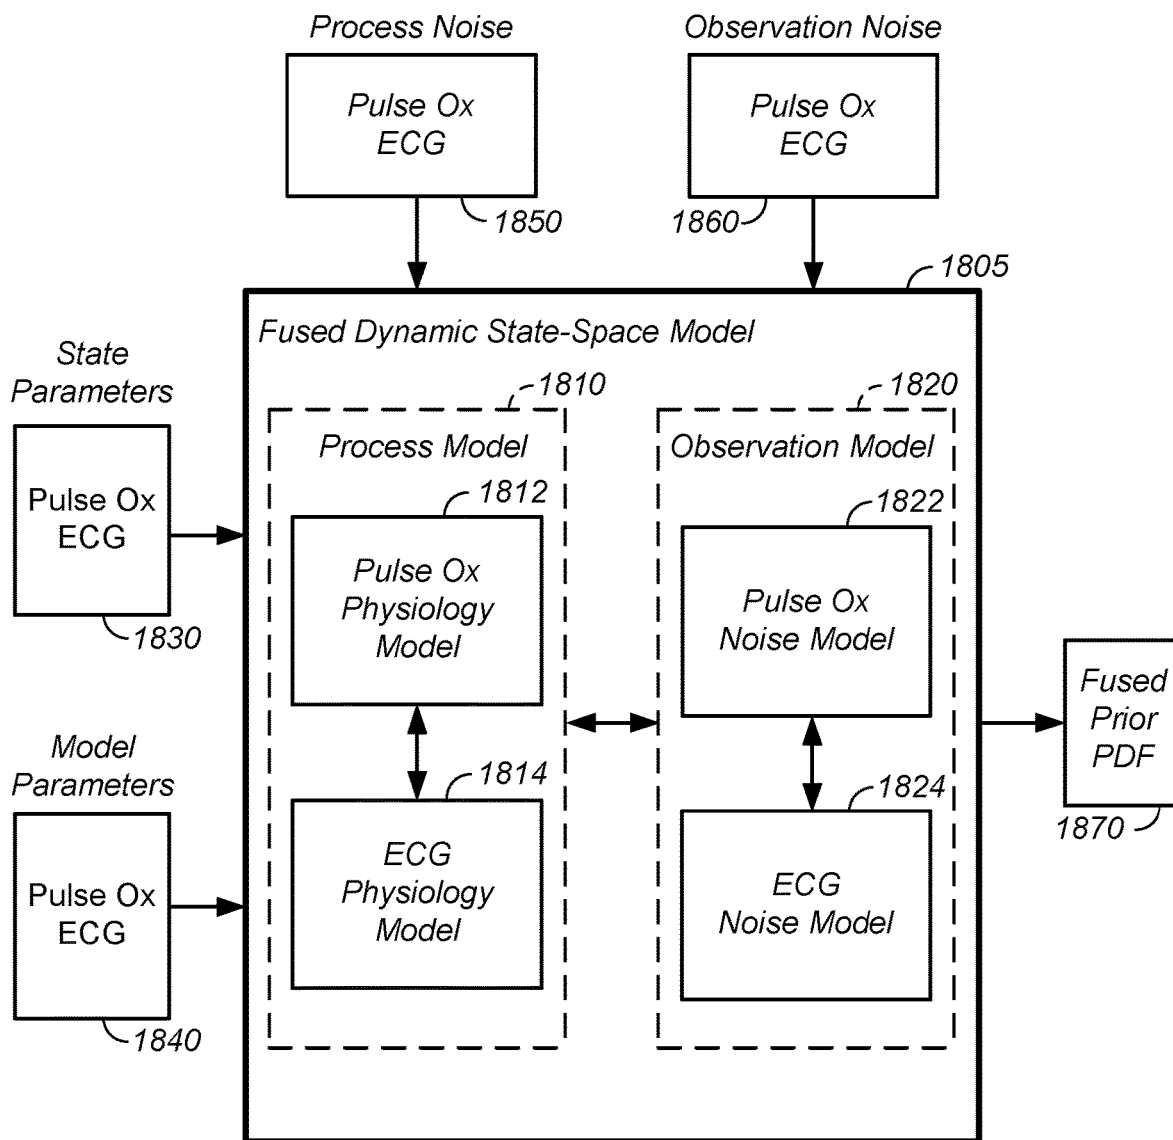 Process Noise
Pulse Ox
ECG
1850
Observation Noise
Pulse Ox
ECG
1860
1805
Fused Dynamic State-Space Model
State
Parameters
Pulse Ox
ECG
1830
Model
Parameters
Pulse Ox
ECG
1840
1810
Process Model
1812
Pulse Ox
Physiology
Model
1814
ECG
Physiology
Model
1820
Observation Model
1822
Pulse Ox
Noise Model
1824
ECG
Noise Model
Fused
Prior
PDF
1870